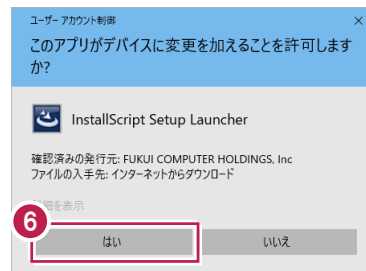 ユーザー アカウント制御
×
このアプリがデバイスに変更を加えることを許可します
か?
InstallScript Setup Launcher
確認済みの発行元: FUKUI COMPUTER HOLDINGS, Inc
ファイルの入手先: インターネットからダウンロード
細を表示
6
はい
いいえ